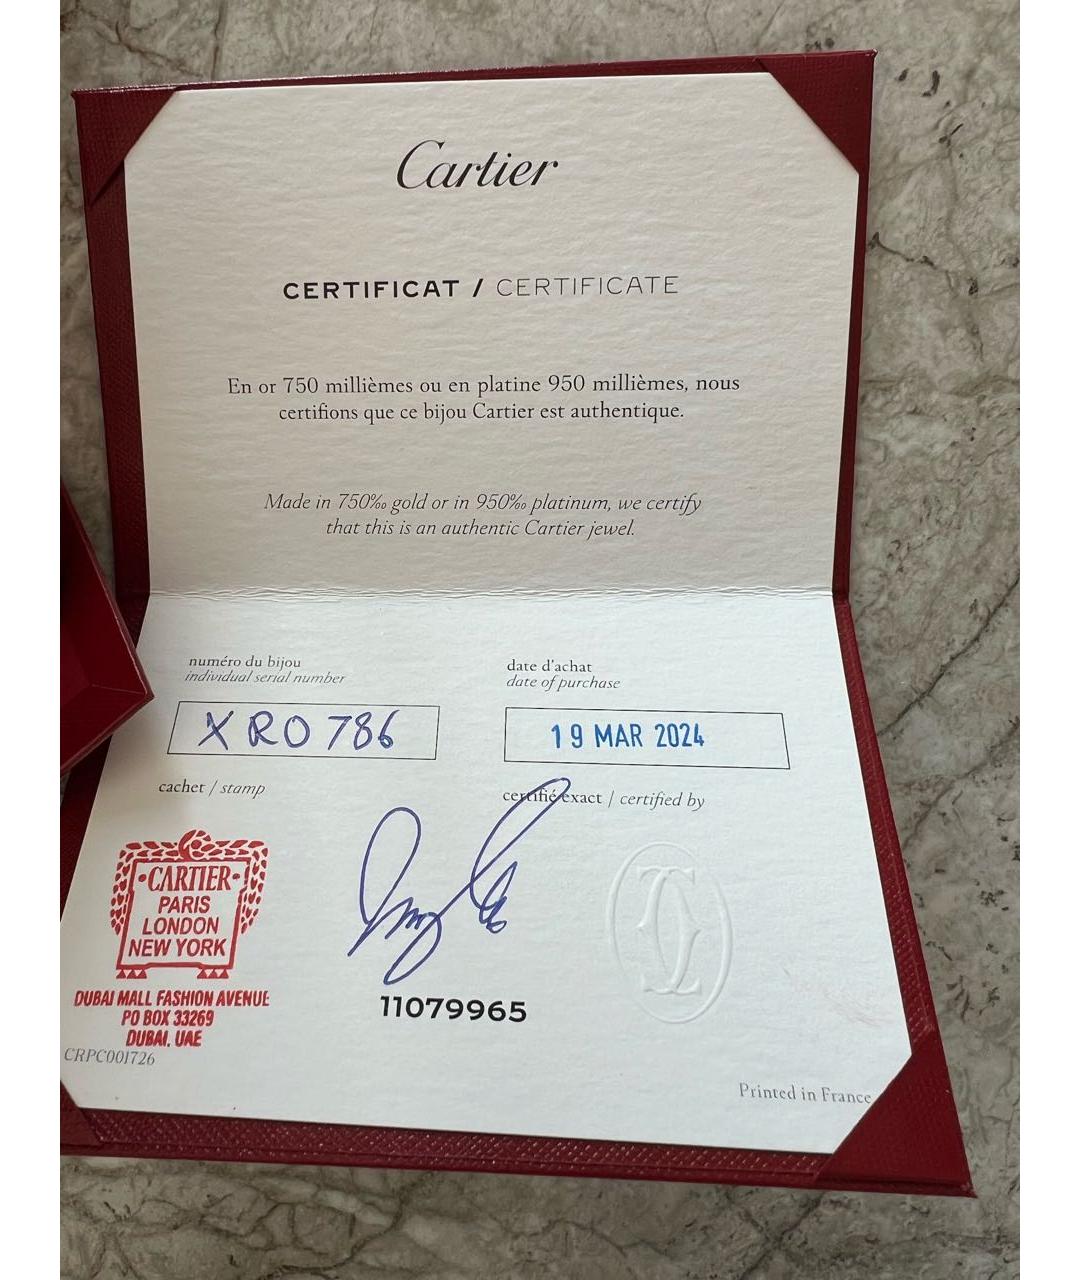 Cartier
CERTIFICAT / CERTIFICATE
En or 750 millièmes ou en platine 950 millièmes, nous
certifions que ce bijou Cartier est authentique.
Made in 750‰ gold or in 950‰ platinum, we certify
that this is an authentic Cartier jewel.
numéro du bijou
individual serial number
XRO786
date d'achat
date of purchase
19 MAR 2024
cachet / stamp
certifié exact / certified by
•CARTIER•
PARIS
LONDON
NEW YORK
DUBAI MALL FASHION AVENUE
PO BOX 33269
DUBAI, UAE
CRPC001726
11079965
Printed in France